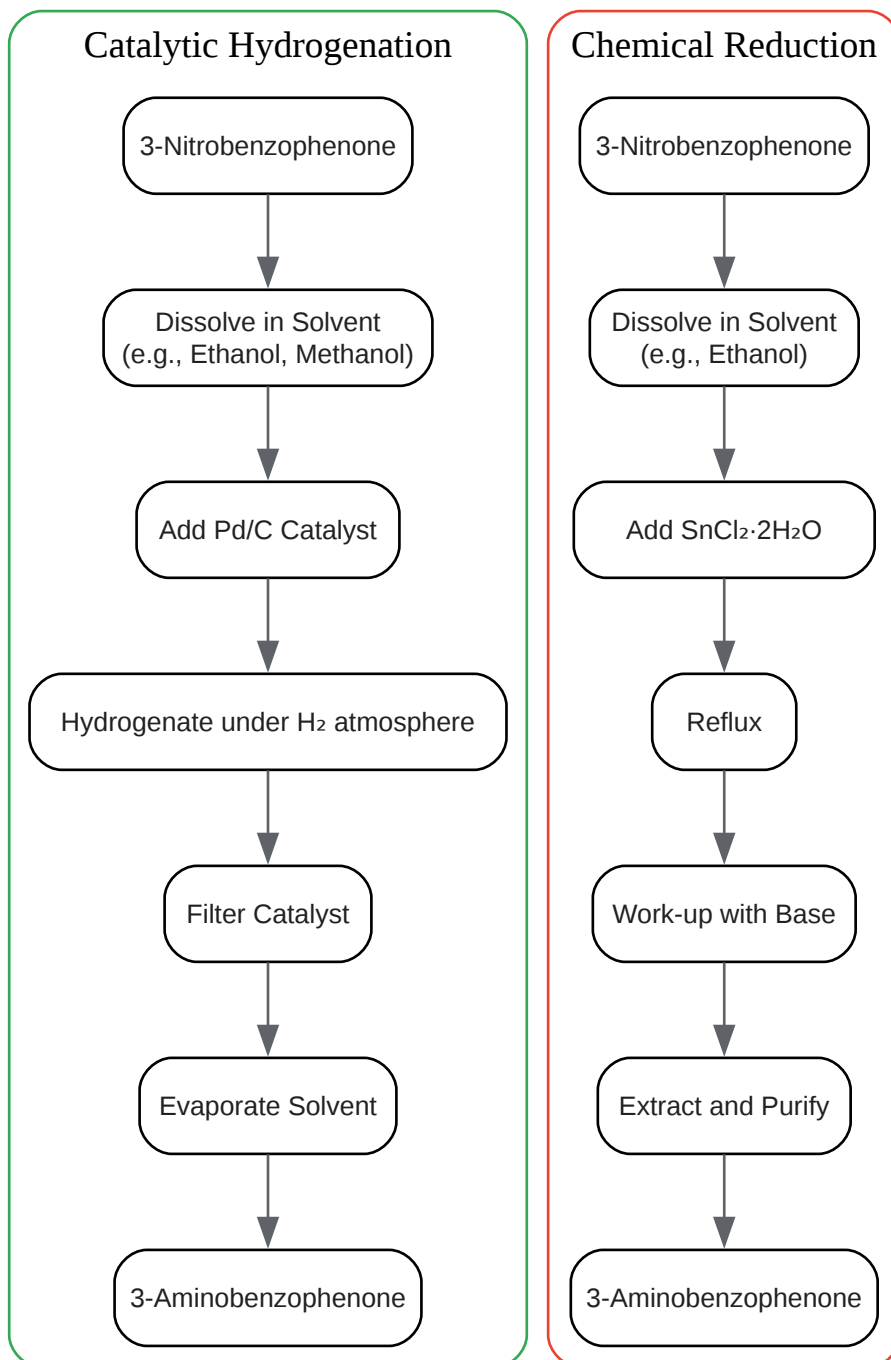 Catalytic Hydrogenation
3-Nitrobenzophenone
Dissolve in Solvent
(e.g., Ethanol, Methanol)
Add Pd/C Catalyst
Hydrogenate under H₂ atmosphere
Filter Catalyst
Evaporate Solvent
3-Aminobenzophenone
Chemical Reduction
3-Nitrobenzophenone
Dissolve in Solvent
(e.g., Ethanol)
Add SnCl₂·2H₂O
Reflux
Work-up with Base
Extract and Purify
3-Aminobenzophenone